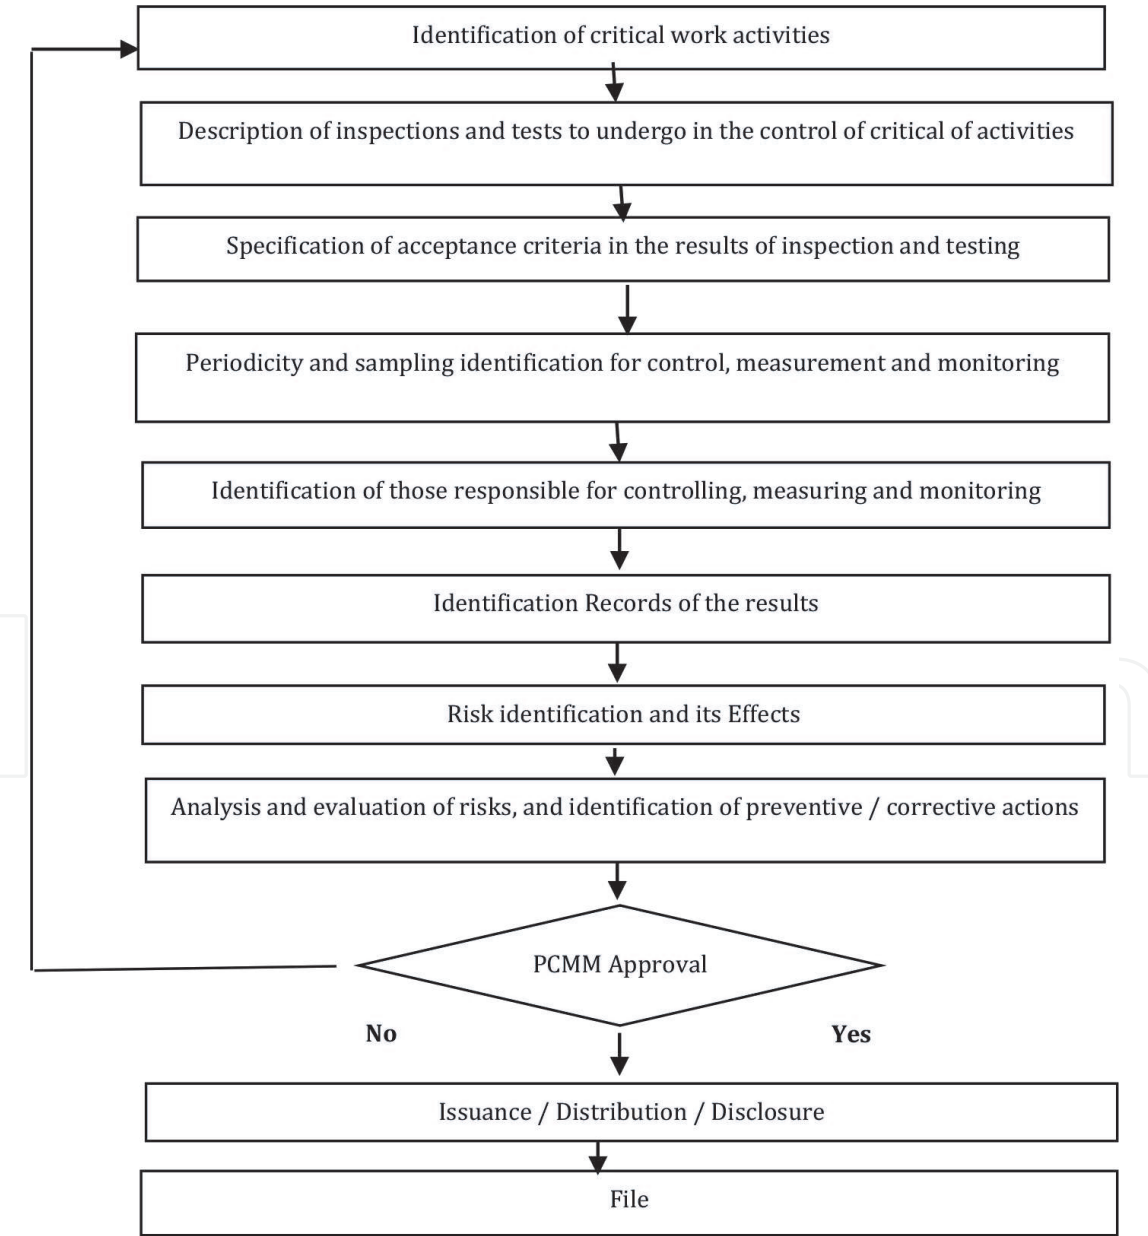 Identification of critical work activities
Description of inspections and tests to undergo in the control of critical of activities
Specification of acceptance criteria in the results of inspection and testing
Periodicity and sampling identification for control, measurement and monitoring
Identification of those responsible for controlling, measuring and monitoring
Identification Records of the results
Risk identification and its Effects
Analysis and evaluation of risks, and identification of preventive / corrective actions
PCMM Approval
No
Yes
Issuance / Distribution / Disclosure
File